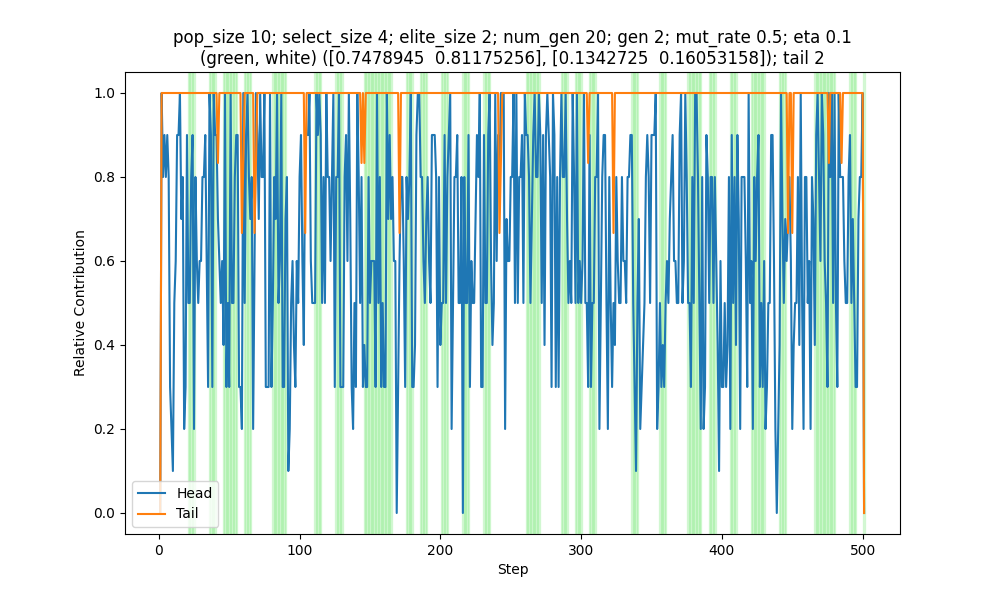 pop_size 10; select_size 4; elite_size 2; num_gen 20; gen 2; mut_rate 0.5; eta 0.1
(green, white) ([0.7478945  0.81175256], [0.1342725  0.16053158]); tail 2
1.0
0.8
0.6
0.4
0.2
0.0
Relative Contribution
Head
Tail
0
100
200
300
400
500
Step